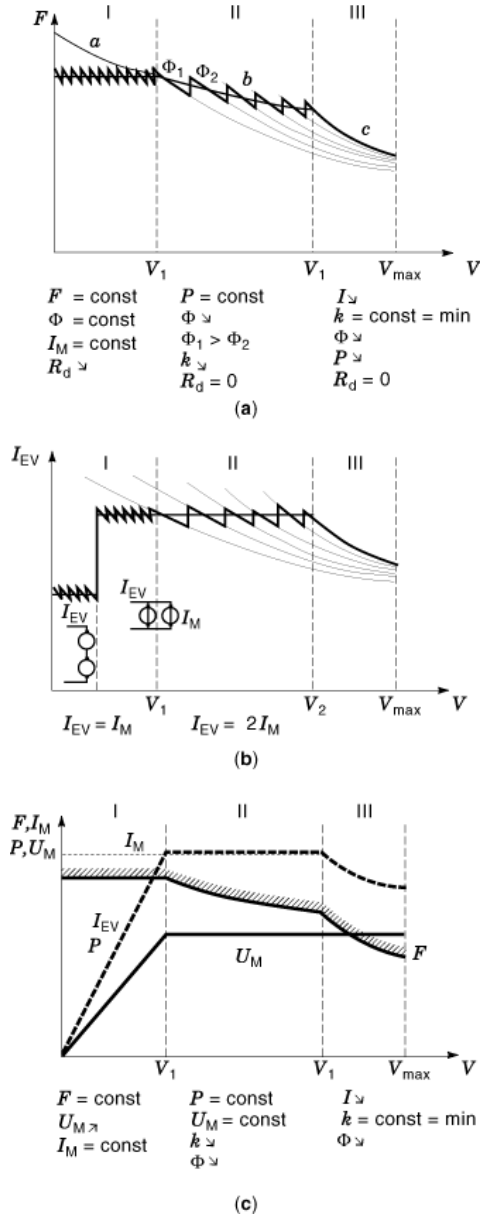 I II III
F
a
Φ1 Φ2 b
c
V1 V1 Vmax V
F = const P = const I↘
Φ = const Φ↘ k = const = min
IM = const Φ1 > Φ2 Φ↘
Rd ↘ k↘ P↘
Rd = 0 Rd = 0
(a)
I II III
IEV
IEV IEV IM
V1 V2 Vmax V
IEV = IM IEV = 2IM
(b)
I II III
F,IM
P,UM
IM
IEV
P
UM
F
V1 V1 Vmax V
F = const P = const I↘
UM↗ UM = const k = const = min
IM = const k↘ Φ↘
Φ↘
(c)